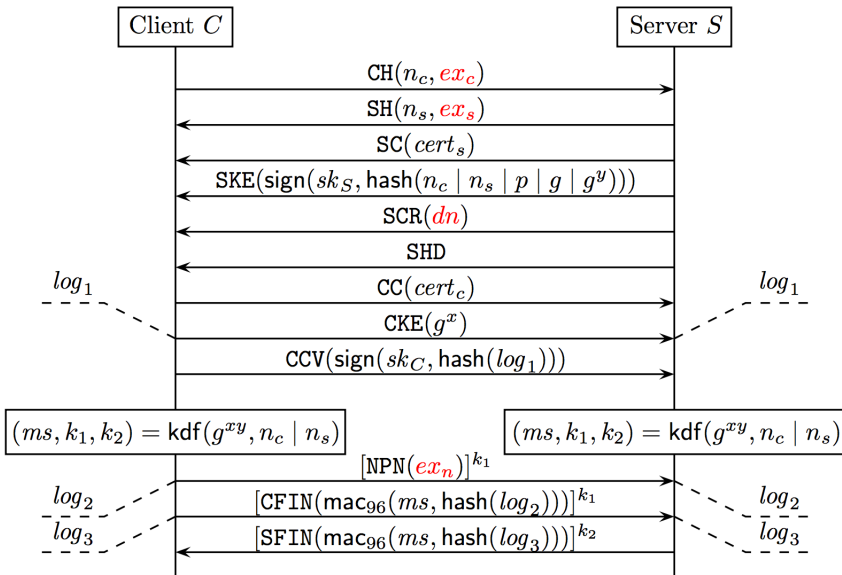 Client C Server S
CH(n_c, ex_c)
SH(n_s, ex_s)
SC(cert_s)
SKE(sign(sk_S, hash(n_c | n_s | p | g | g^y)))
SCR(dn)
SHD
log_1 log_1
CC(cert_c)
CKE(g^x)
CCV(sign(sk_C, hash(log_1)))
(ms, k_1, k_2) = kdf(g^xy, n_c | n_s) (ms, k_1, k_2) = kdf(g^xy, n_c | n_s)
[NPN(ex_n)]^k_1
log_2 [CFIN(mac_96(ms, hash(log_2)))]^k_1 log_2
log_3 [SFIN(mac_96(ms, hash(log_3)))]^k_2 log_3